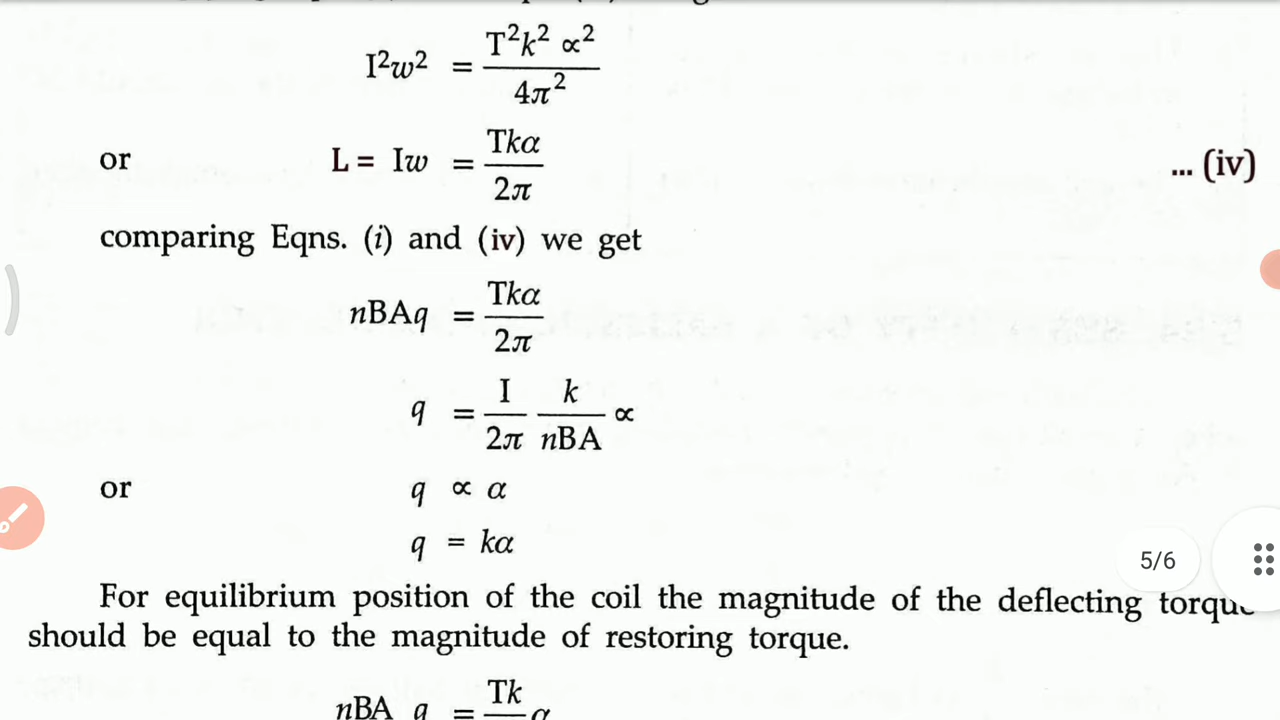 I²w² = T²k² ∝² / 4π²
or L = Iw = Tkα / 2π ... (iv)
comparing Eqns. (i) and (iv) we get
nBAq = Tkα / 2π
q = I / 2π k / nBA ∝
or q ∝ α
q = kα
5/6
For equilibrium position of the coil the magnitude of the deflecting torque
should be equal to the magnitude of restoring torque.
nBA q = Tk α